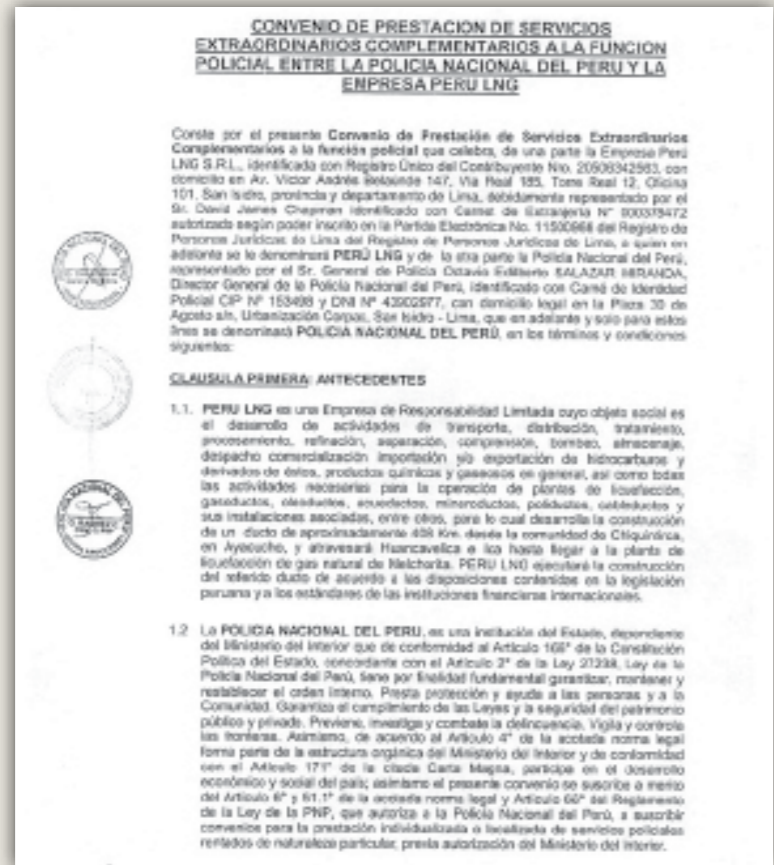 CONVENIO DE PRESTACION DE SERVICIOS
EXTRAORDINARIOS COMPLEMENTARIOS A LA FUNCION
POLICIAL ENTRE LA POLICIA NACIONAL DEL PERU Y LA
EMPRESA PERU LNG
Conste por el presente Convenio de Prestación de Servicios Extraordinarios
Complementarios a la función policial que celebra, de una parte la Empresa Perú
LNG S.R.L., identificada con Registro Único del Contribuyente Nro. 20506342563, con
domicilio en Av. Victor Andrés Belaunde 147, Via Real 185, Torre Real 12, Oficina
101, San Isidro, provincia y departamento de Lima, debidamente representado por el
Sr. David James Chapman identificado con Carnet de Extranjería N° 000375472
autorizado según poder inscrito en la Partida Electrónica No. 11500966 del Registro de
Personas Jurídicas de Lima del Registro de Personas Jurídicas de Lima, a quien en
adelante se le denominará PERÚ LNG y de la otra parte la Policía Nacional del Perú,
representado por el Sr. General de Policía Octavio Edilberto SALAZAR MIRANDA,
Director General de la Policía Nacional del Perú, identificado con Carné de Identidad
Policial CIP N° 153498 y DNI N° 43902977, con domicilio legal en la Plaza 30 de
Agosto s/n, Urbanización Corpac, San Isidro - Lima, que en adelante y solo para estos
fines se denominará POLICIA NACIONAL DEL PERÚ, en los términos y condiciones
siguientes:
CLAUSULA PRIMERA: ANTECEDENTES
1.1. PERU LNG es una Empresa de Responsabilidad Limitada cuyo objeto social es
el desarrollo de actividades de transporte, distribución, tratamiento,
procesamiento, refinación, separación, comprensión, bombeo, almacenaje,
despacho comercialización importación y/o exportación de hidrocarburos y
derivados de éstos, productos químicos y gaseosos en general, así como todas
las actividades necesarias para la operación de plantas de licuefacción,
gaseoductos, oleoductos, acueductos, mineroductos, poliductos, cableductos y
sus instalaciones asociadas, entre otros, para lo cual desarrolla la construcción
de un ducto de aproximadamente 408 Km. desde la comunidad de Chiquintirca,
en Ayacucho, y atravesará Huancavelica e Ica hasta llegar a la planta de
licuefacción de gas natural de Melchorita. PERU LNG ejecutará la construcción
del referido ducto de acuerdo a las disposiciones contenidas en la legislación
peruana y a los estándares de las instituciones financieras internacionales.
1.2 La POLICIA NACIONAL DEL PERU, es una institución del Estado, dependiente
del Ministerio del Interior que de conformidad al Artículo 166° de la Constitución
Política del Estado, concordante con el Artículo 2° de la Ley 27238, Ley de la
Policía Nacional del Perú, tiene por finalidad fundamental garantizar, mantener y
restablecer el orden interno. Presta protección y ayuda a las personas y a la
Comunidad. Garantiza el cumplimiento de las Leyes y la seguridad del patrimonio
público y privado. Previene, investiga y combate la delincuencia. Vigila y controla
las fronteras. Asimismo, de acuerdo al Artículo 4° de la acotada norma legal
forma parte de la estructura orgánica del Ministerio del Interior y de conformidad
con el Artículo 171° de la citada Carta Magna, participa en el desarrollo
económico y social del país; asimismo el presente convenio se suscribe a merito
del Artículo 6° y 51.1° de la acotada norma legal y Artículo 66° del Reglamento
de la Ley de la PNP, que autoriza a la Policía Nacional del Perú, a suscribir
convenios para la prestación individualizada o localizada de servicios policiales
rentados de naturaleza particular, previa autorización del Ministerio del Interior.